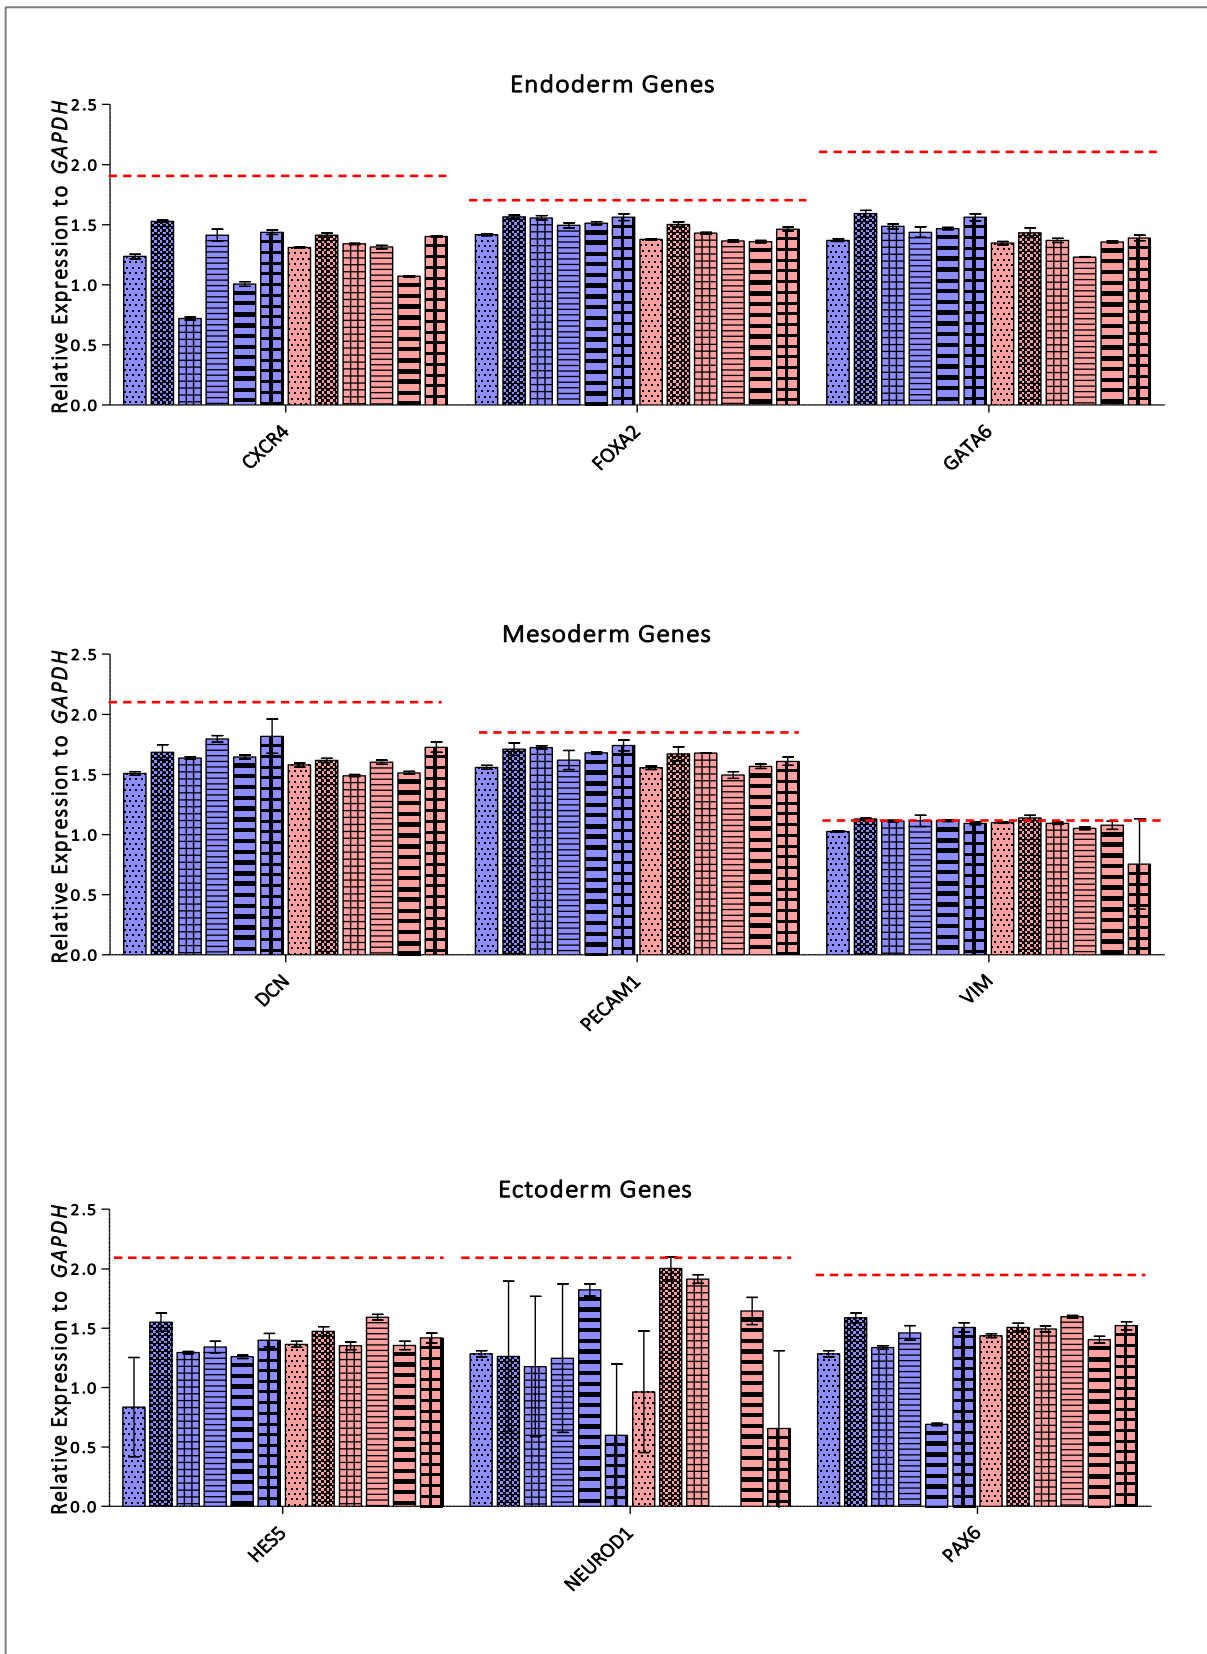 Endoderm Genes
Relative Expression to GAPDH
2.5
2.0
1.5
1.0
0.5
0.0
CXCR4
FOXA2
GATA6
Mesoderm Genes
Relative Expression to GAPDH
2.5
2.0
1.5
1.0
0.5
0.0
DCN
PECAM1
VIM
Ectoderm Genes
Relative Expression to GAPDH
2.5
2.0
1.5
1.0
0.5
0.0
HES5
NEUROD1
PAX6